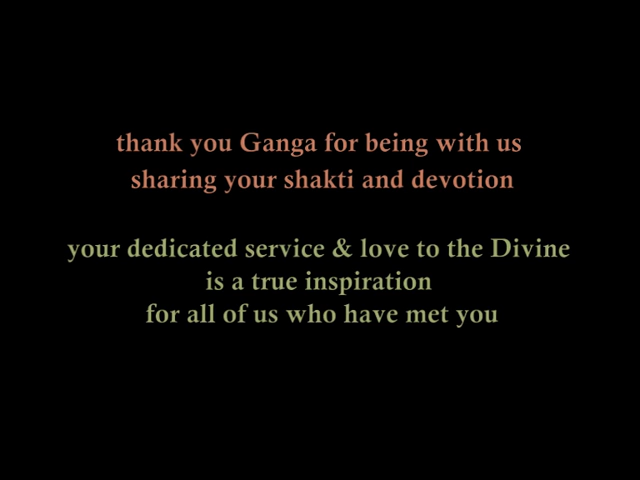 thank you Ganga for being with us
sharing your shakti and devotion
your dedicated service & love to the Divine
is a true inspiration
for all of us who have met you